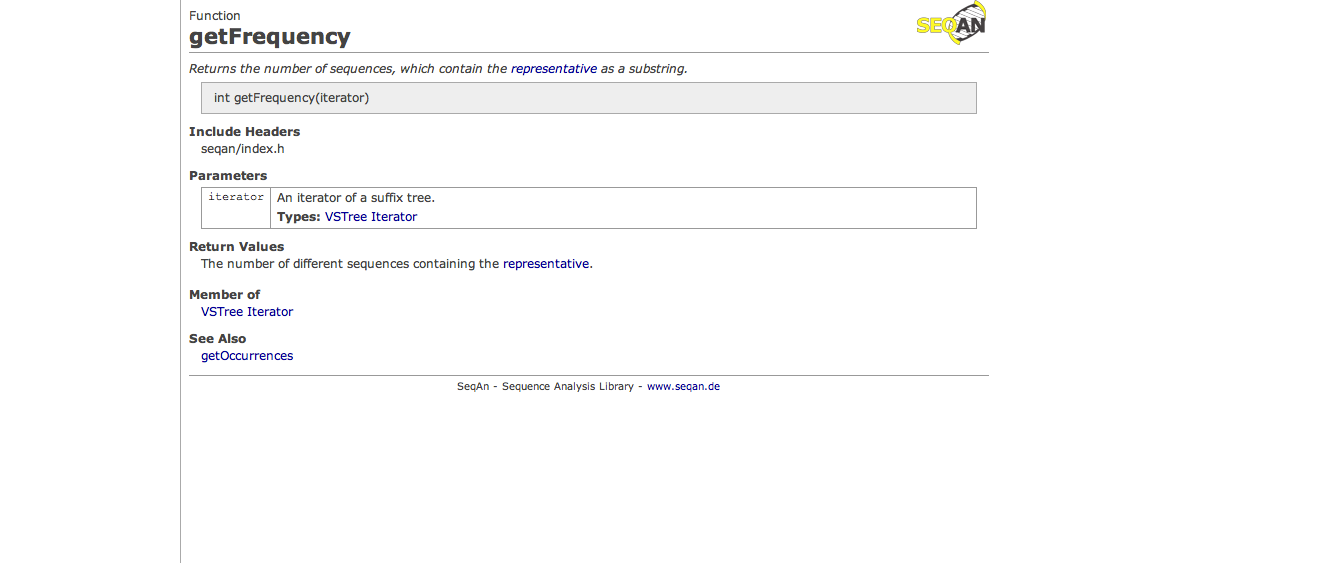 Function
getFrequency
SEQAN
Returns the number of sequences, which contain the representative as a substring.
int getFrequency(iterator)
Include Headers
seqan/index.h
Parameters
iterator An iterator of a suffix tree.
Types: VSTree Iterator
Return Values
The number of different sequences containing the representative.
Member of
VSTree Iterator
See Also
getOccurrences
SeqAn - Sequence Analysis Library - www.seqan.de